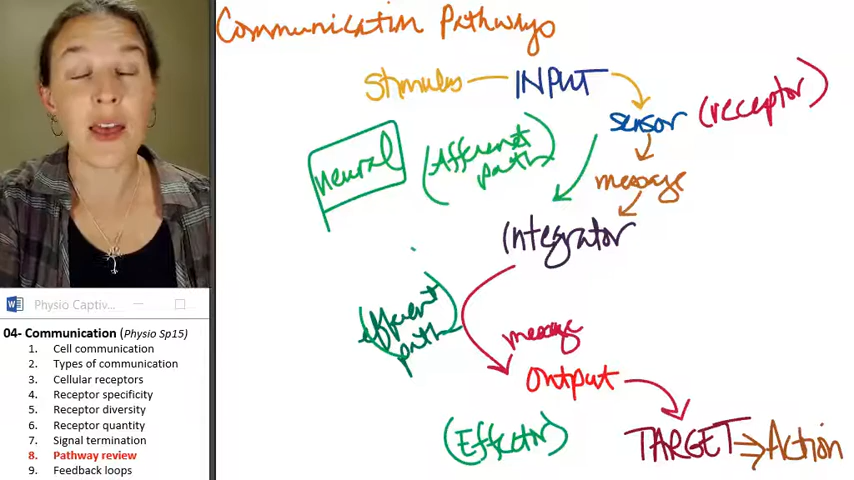 Communication Pathways
stimulus — INPUT
sensor (receptor)
neural
(Afferent
path)
message
Integrator
(efferent
path)
message
Output
(Effector)
TARGET => Action
Physio Captiv...
04- Communication (Physio Sp15)
1. Cell communication
2. Types of communication
3. Cellular receptors
4. Receptor specificity
5. Receptor diversity
6. Receptor quantity
7. Signal termination
8. Pathway review
9. Feedback loops